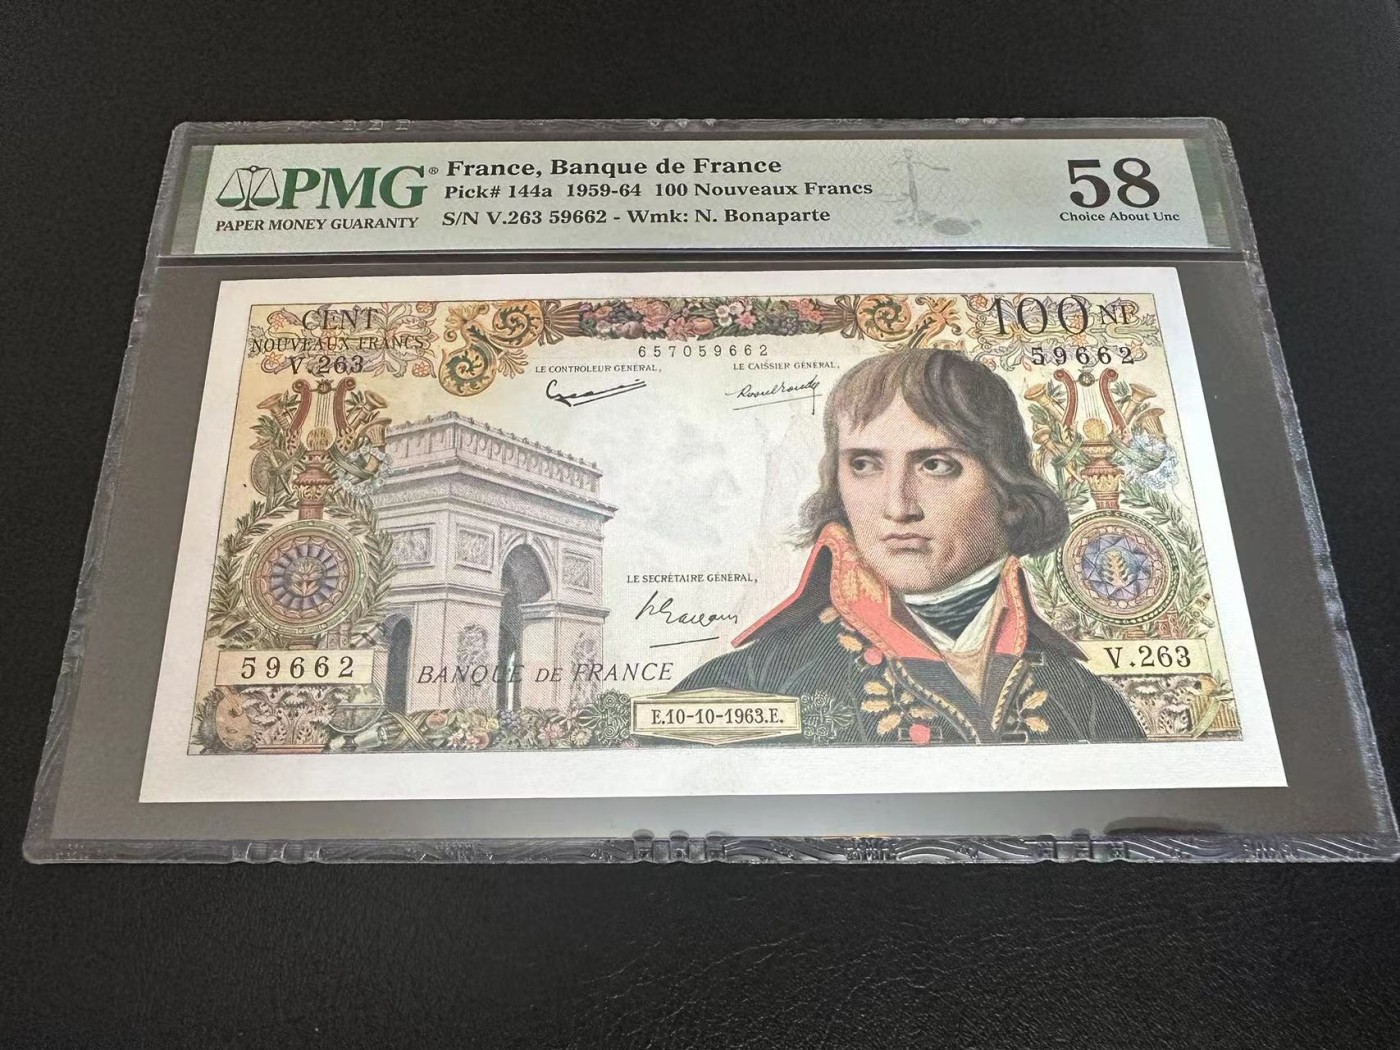 PMG®
PAPER MONEY GUARANTY
France, Banque de France
Pick# 144a 1959-64 100 Nouveaux Francs
S/N V.263 59662 - Wmk: N. Bonaparte
58
Choice About Unc
CENT
NOUVEAUX FRANCS
V.263
657059662
100 NF
59662
LE CONTROLEUR GÉNÉRAL,
LE CAISSIER GÉNÉRAL,
LE SECRÉTAIRE GÉNÉRAL,
59662
BANQUE DE FRANCE
E.10-10-1963.E.
V.263